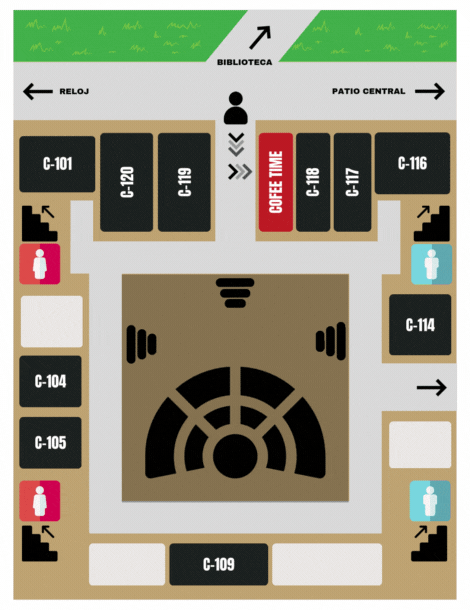 BIBLIOTECA
RELOJ
PATIO CENTRAL
C-101
C-120
C-119
COFEE TIME
C-118
C-117
C-116
C-114
C-104
C-105
C-109